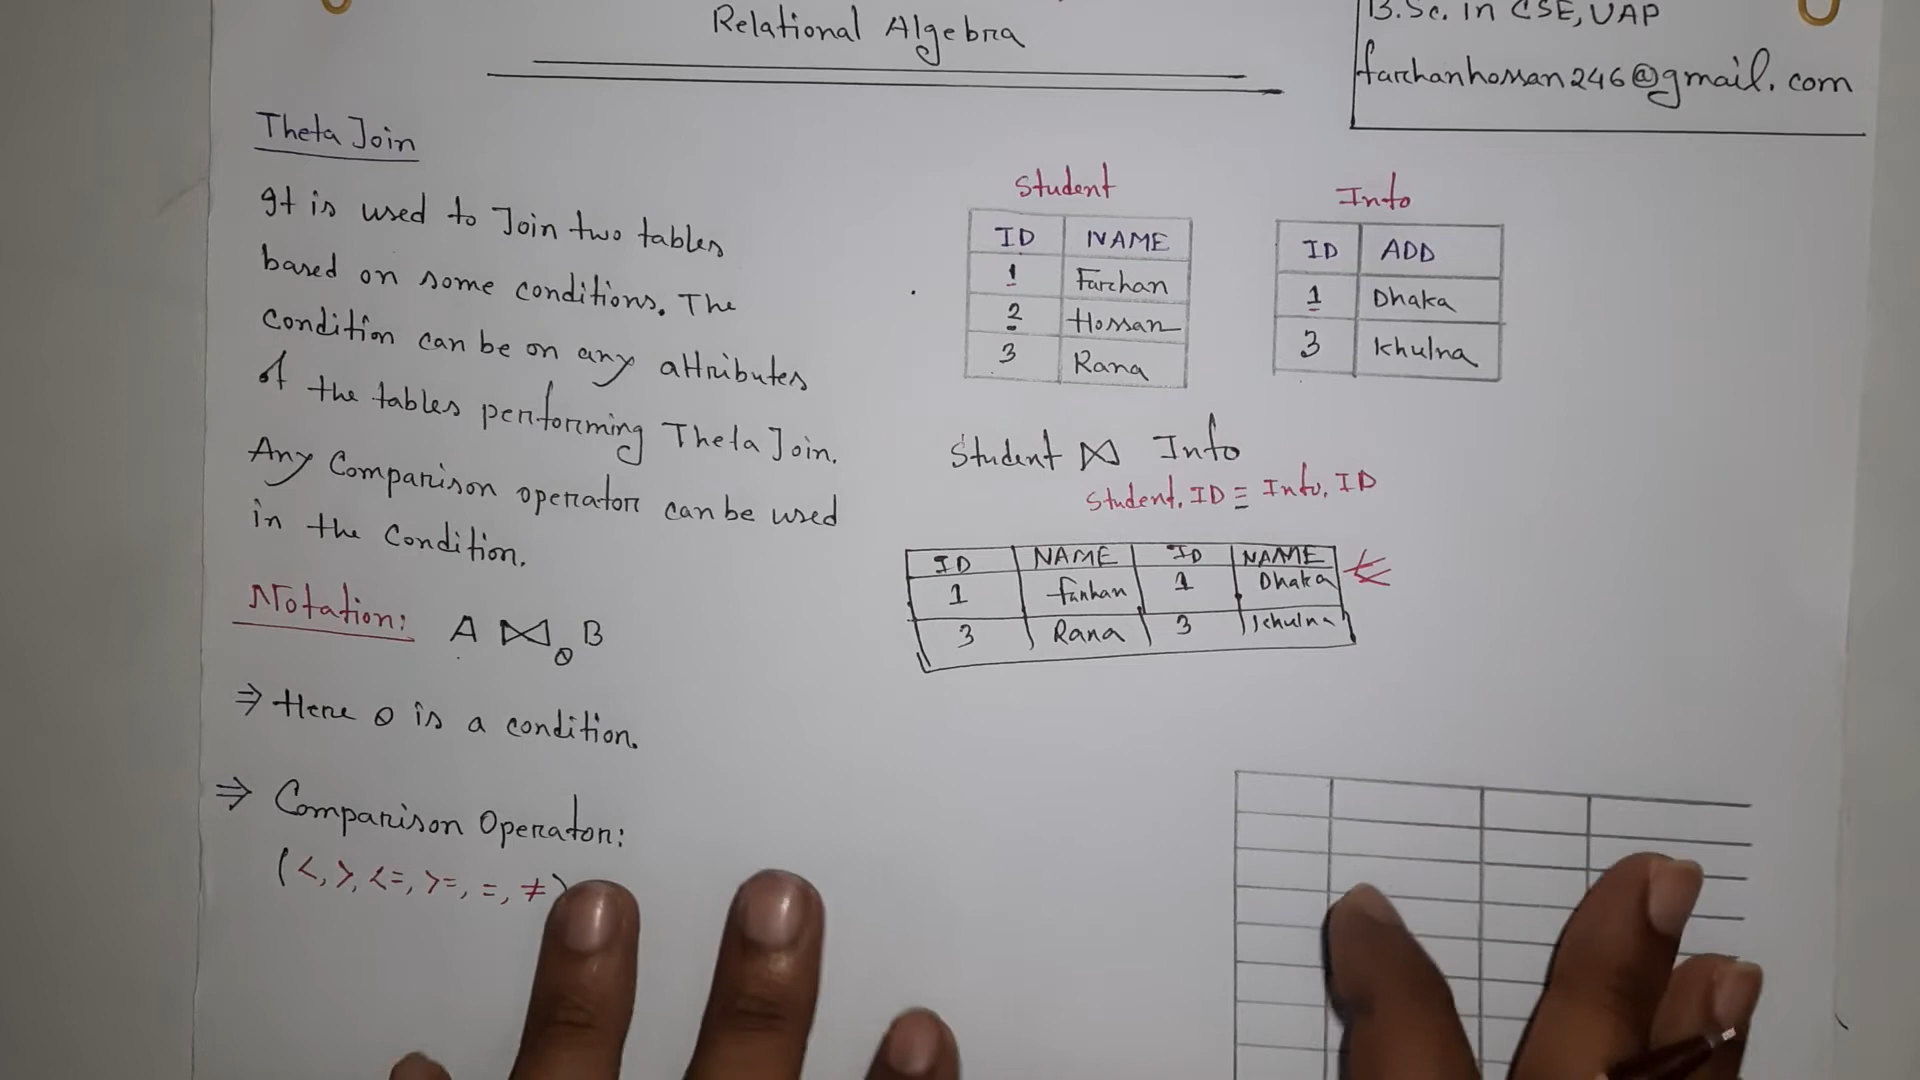 Relational Algebra
B.Sc. in CSE, UAP
farhanhossan246@gmail.com
Theta Join
It is used to Join two tables
based on some conditions. The
condition can be on any attributes
of the tables performing Theta Join.
Any Comparison operator can be used
in the Condition.
Notation: A ⋈θ B
⇒ Here θ is a condition.
⇒ Comparison Operator:
(<, >, <=, >=, =, ≠)
Student
ID NAME
1 Farhan
2 Hossan
3 Rana
Info
ID ADD
1 Dhaka
3 Khulna
Student ⋈ Info
Student.ID = Info.ID
ID NAME ID NAME
1 Farhan 1 Dhaka
3 Rana 3 Khulna